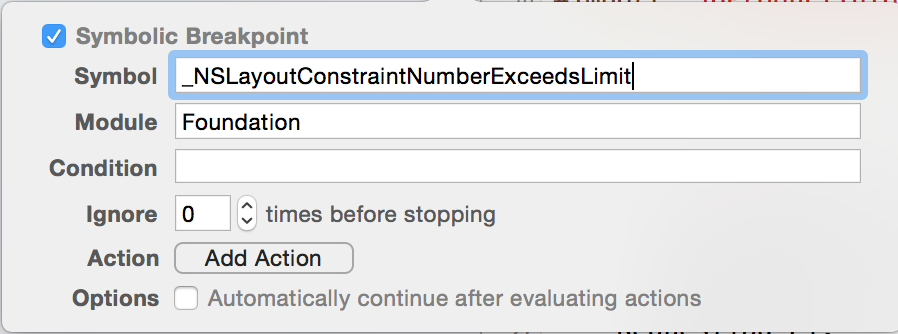 Symbolic Breakpoint
Symbol _NSLayoutConstraintNumberExceedsLimit
Module Foundation
Condition
Ignore 0 times before stopping
Action Add Action
Options Automatically continue after evaluating actions